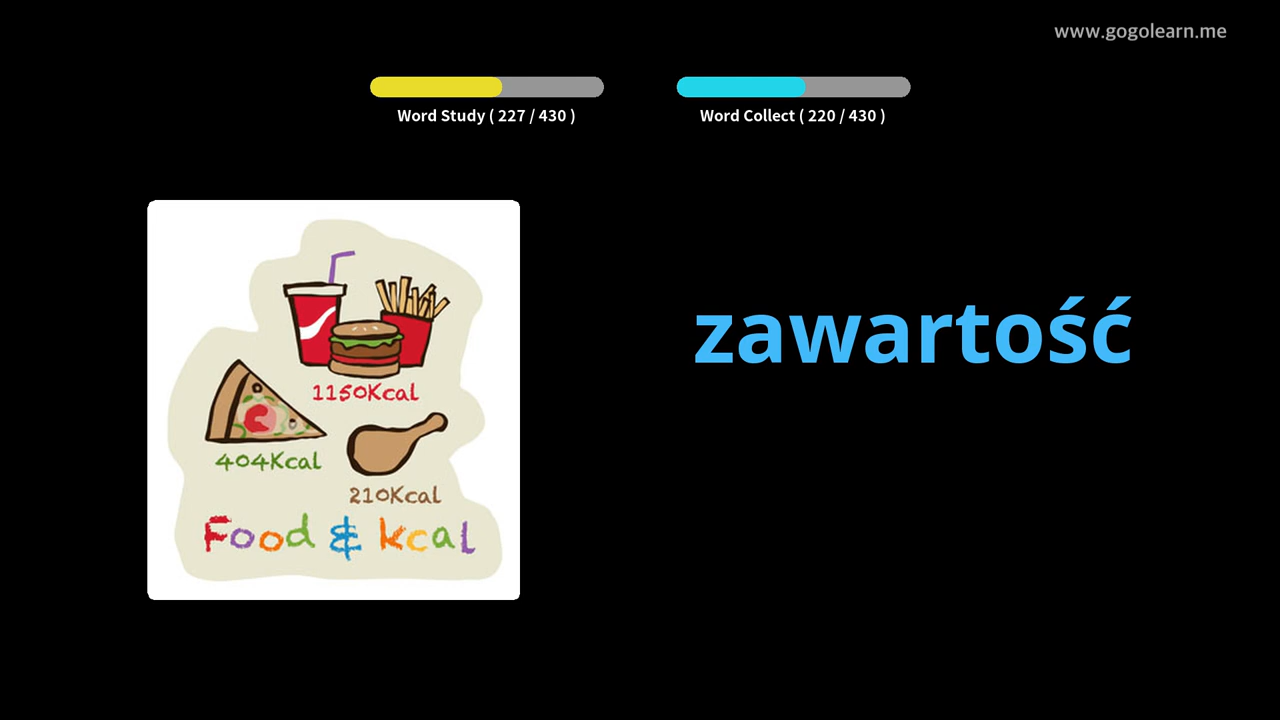 www.gogolearn.me
Word Study ( 227 / 430 )
Word Collect ( 220 / 430 )
zawartość
1150Kcal
404Kcal
210Kcal
Food & kcal